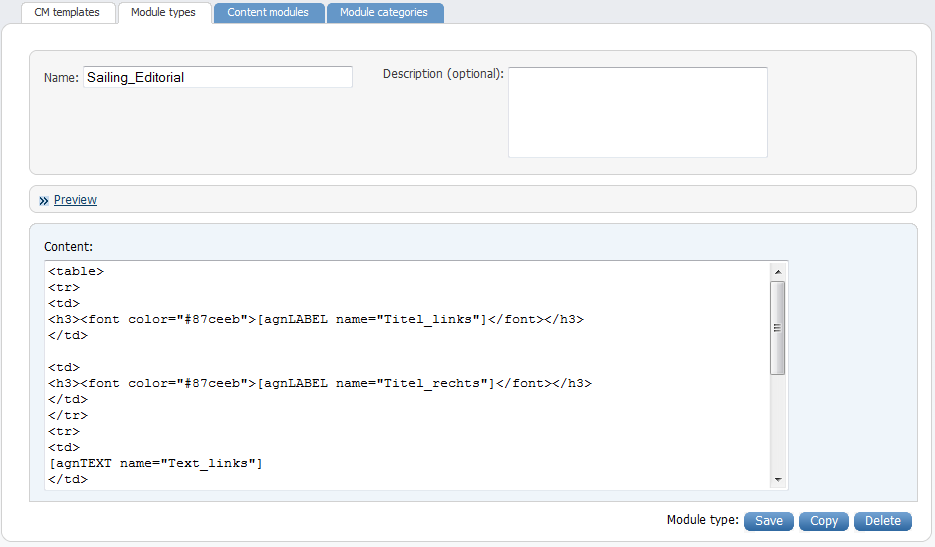 CM templates Module types Content modules Module categories
Name: Sailing_Editorial Description (optional):
Preview
Content:
<table>
<tr>
<td>
<h3><font color="#87ceeb">[agnLABEL name="Titel_links"]</font></h3>
</td>
<td>
<h3><font color="#87ceeb">[agnLABEL name="Titel_rechts"]</font></h3>
</td>
</tr>
<tr>
<td>
[agnTEXT name="Text_links"]
</td>
Module type: Save Copy Delete